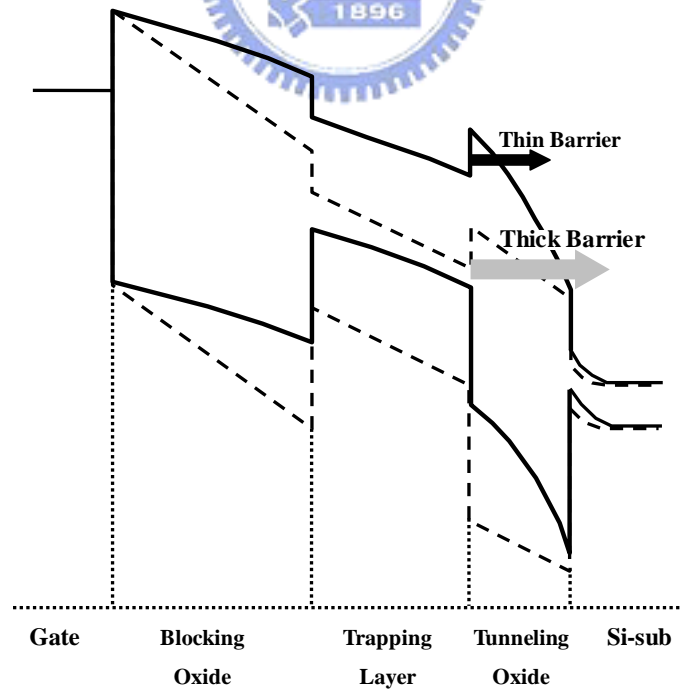 1896
Thin Barrier
Thick Barrier
Gate
Blocking
Oxide
Trapping
Layer
Tunneling
Oxide
Si-sub